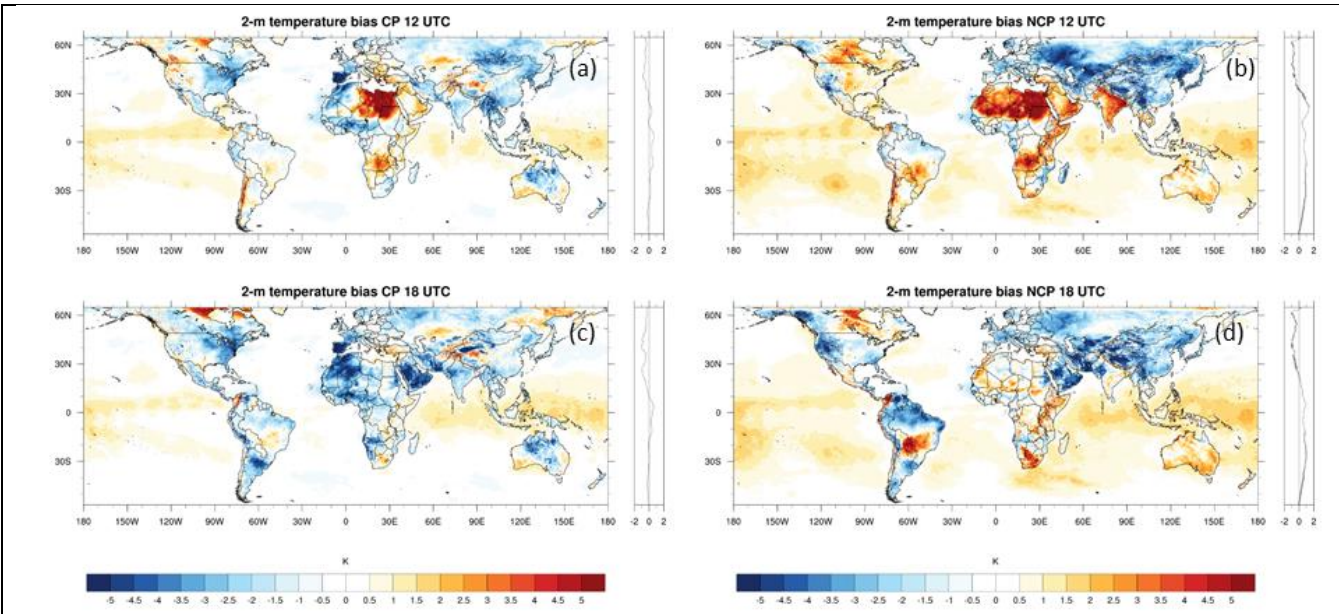 2-m temperature bias CP 12 UTC
60N
30N
0
30S
(a)
180 150W 120W 90W 60W 30W 0 30E 60E 90E 120E 150E 180
-2 0 2
2-m temperature bias NCP 12 UTC
60N
30N
0
30S
(b)
180 150W 120W 90W 60W 30W 0 30E 60E 90E 120E 150E 180
-2 0 2
2-m temperature bias CP 18 UTC
60N
30N
0
30S
(c)
180 150W 120W 90W 60W 30W 0 30E 60E 90E 120E 150E 180
-2 0 2
2-m temperature bias NCP 18 UTC
60N
30N
0
30S
(d)
180 150W 120W 90W 60W 30W 0 30E 60E 90E 120E 150E 180
-2 0 2
K
-5 -4.5 -4 -3.5 -3 -2.5 -2 -1.5 -1 -0.5 0 0.5 1 1.5 2 2.5 3 3.5 4 4.5 5
K
-5 -4.5 -4 -3.5 -3 -2.5 -2 -1.5 -1 -0.5 0 0.5 1 1.5 2 2.5 3 3.5 4 4.5 5